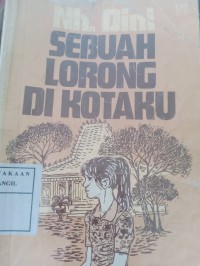 Nh. Dini
SEBUAH
LORONG
DI KOTAKU